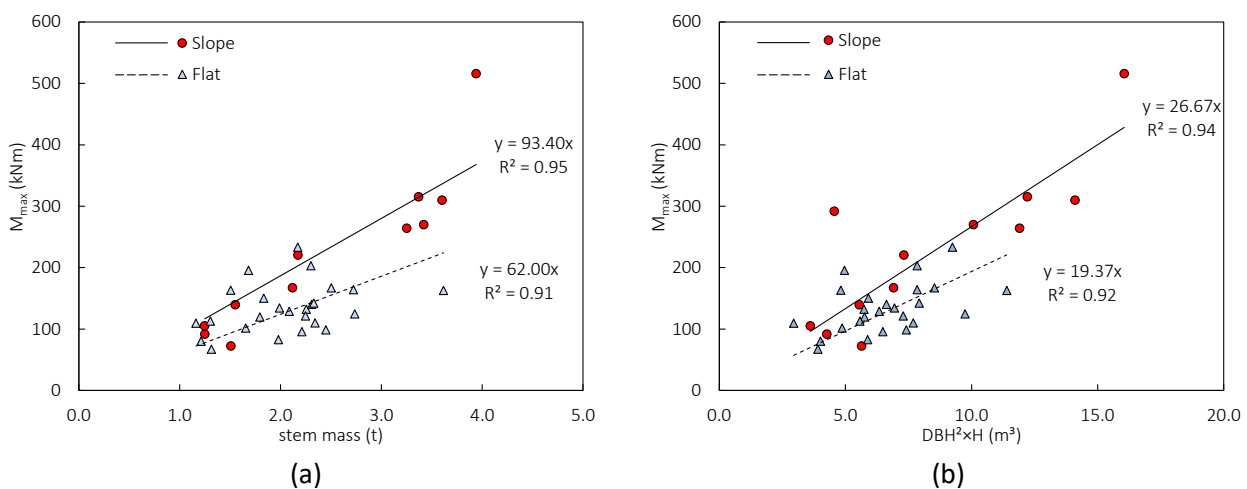 600
500
400
300
200
100
0
M_max (kNm)
Slope
Flat
y = 93.40x
R² = 0.95
y = 62.00x
R² = 0.91
0.0 1.0 2.0 3.0 4.0 5.0
stem mass (t)
(a)
600
500
400
300
200
100
0
M_max (kNm)
Slope
Flat
y = 26.67x
R² = 0.94
y = 19.37x
R² = 0.92
0.0 5.0 10.0 15.0 20.0
DBH²×H (m³)
(b)